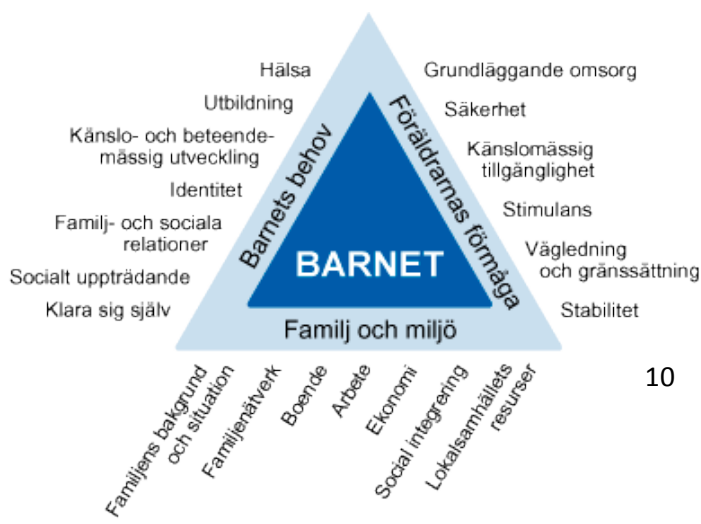 Hälsa
Utbildning
Känslo- och beteende-
mässig utveckling
Identitet
Familj- och sociala
relationer
Socialt uppträdande
Klara sig själv
Barnets behov
BARNET
Föräldrarnas förmåga
Grundläggande omsorg
Säkerhet
Känslomässig
tillgänglighet
Stimulans
Vägledning
och gränssättning
Stabilitet
Familj och miljö
Familjens bakgrund
och situation
Familjenätverk
Boende
Arbete
Ekonomi
Social integrering
Lokalsamhällets
resurser
10